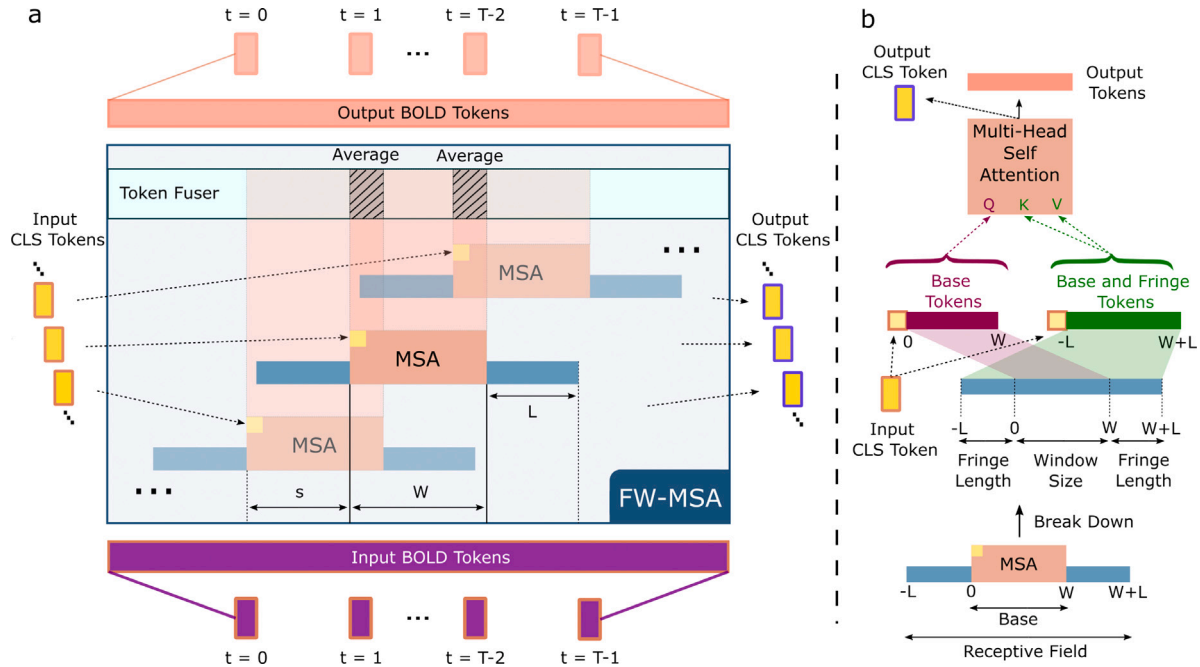 a
t = 0 t = 1 t = T-2 t = T-1
...
Output BOLD Tokens
Average Average
Token Fuser
Input
CLS Tokens
Output
CLS Tokens
MSA
MSA
L
MSA
s W
FW-MSA
Input BOLD Tokens
...
t = 0 t = 1 t = T-2 t = T-1
b
Output
CLS Token
Output
Tokens
Multi-Head
Self
Attention
Q K V
Base
Tokens
Base and Fringe
Tokens
0 W -L W+L
Input
CLS Token
-L 0 W W+L
Fringe
Length
Window
Size
Fringe
Length
Break Down
MSA
-L 0 W W+L
Base
Receptive Field